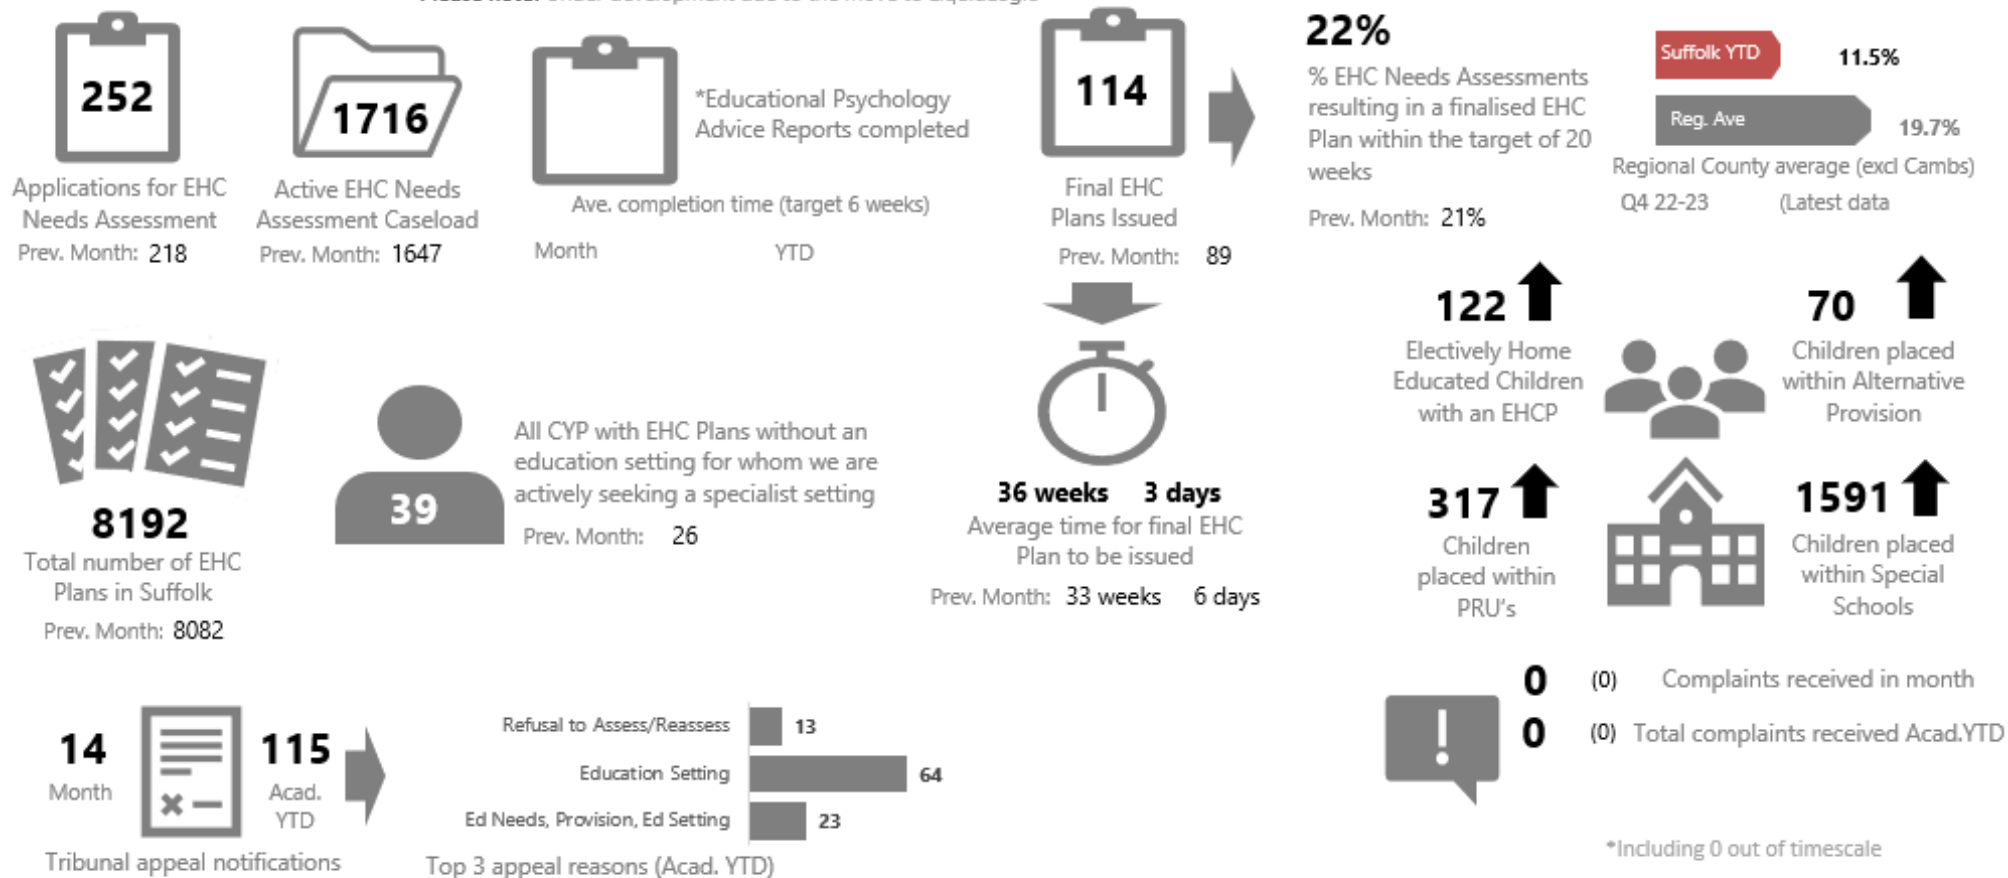 Please Note: Under development due to the move to Liquidlogic
252
Applications for EHC
Needs Assessment
Prev. Month: 218
1716
Active EHC Needs
Assessment Caseload
Prev. Month: 1647
*Educational Psychology
Advice Reports completed
Ave. completion time (target 6 weeks)
Month YTD
114
Final EHC
Plans Issued
Prev. Month: 89
22%
% EHC Needs Assessments
resulting in a finalised EHC
Plan within the target of 20
weeks
Prev. Month: 21%
Suffolk YTD 11.5%
Reg. Ave 19.7%
Regional County average (excl Cambs)
Q4 22-23 (Latest data
8192
Total number of EHC
Plans in Suffolk
Prev. Month: 8082
39
All CYP with EHC Plans without an
education setting for whom we are
actively seeking a specialist setting
Prev. Month: 26
36 weeks 3 days
Average time for final EHC
Plan to be issued
Prev. Month: 33 weeks 6 days
122
Electively Home
Educated Children
with an EHCP
70
Children placed
within Alternative
Provision
317
Children
placed within
PRU's
1591
Children placed
within Special
Schools
14
Month
115
Acad.
YTD
Tribunal appeal notifications
Refusal to Assess/Reassess 13
Education Setting 64
Ed Needs, Provision, Ed Setting 23
Top 3 appeal reasons (Acad. YTD)
0 (0) Complaints received in month
0 (0) Total complaints received Acad.YTD
*Including 0 out of timescale